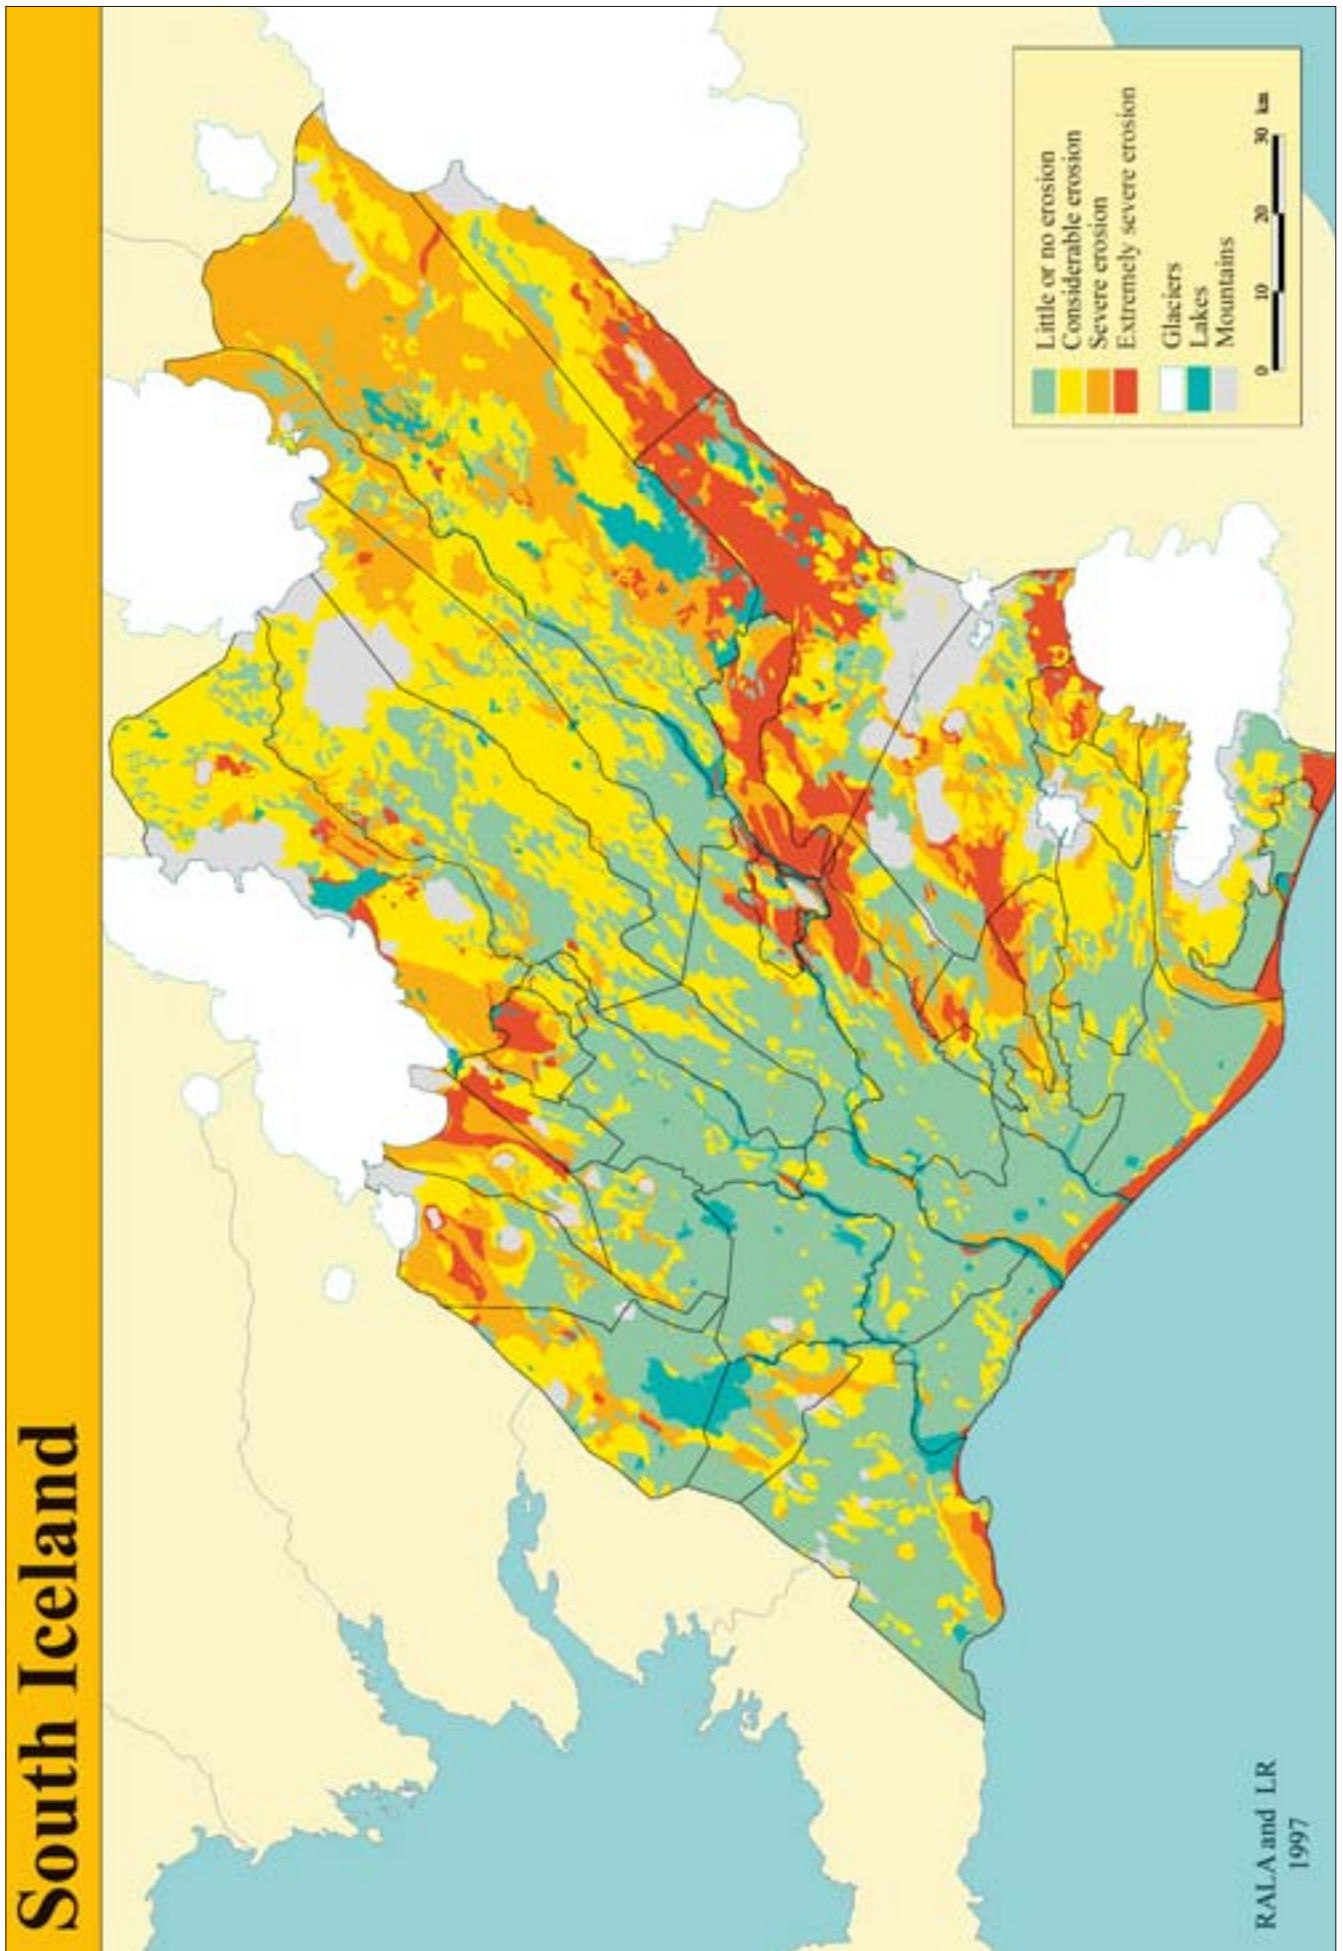 South Iceland
Little or no erosion
Considerable erosion
Severe erosion
Extremely severe erosion
Glaciers
Lakes
Mountains
0 10 20 30 km
RALA and LR
1997